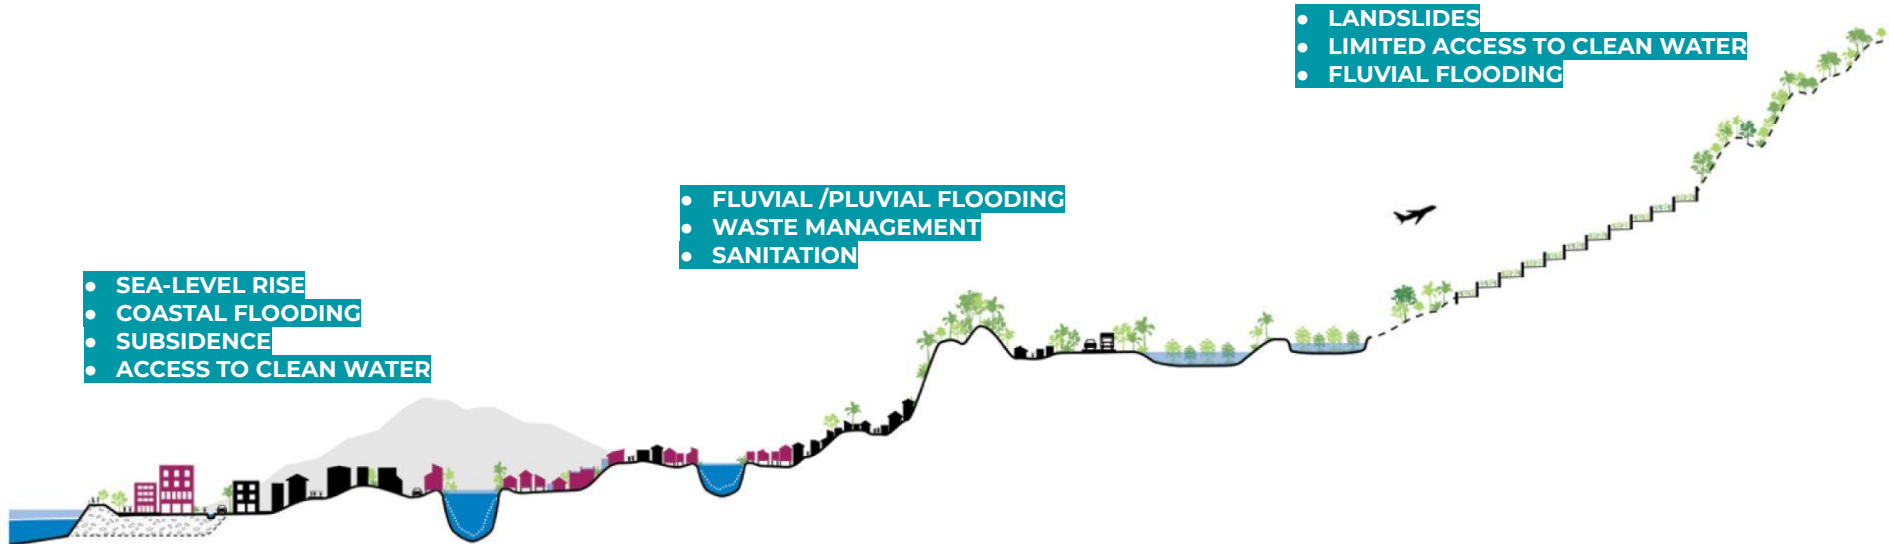 ● LANDSLIDES
● LIMITED ACCESS TO CLEAN WATER
● FLUVIAL FLOODING
● FLUVIAL /PLUVIAL FLOODING
● WASTE MANAGEMENT
● SANITATION
● SEA-LEVEL RISE
● COASTAL FLOODING
● SUBSIDENCE
● ACCESS TO CLEAN WATER